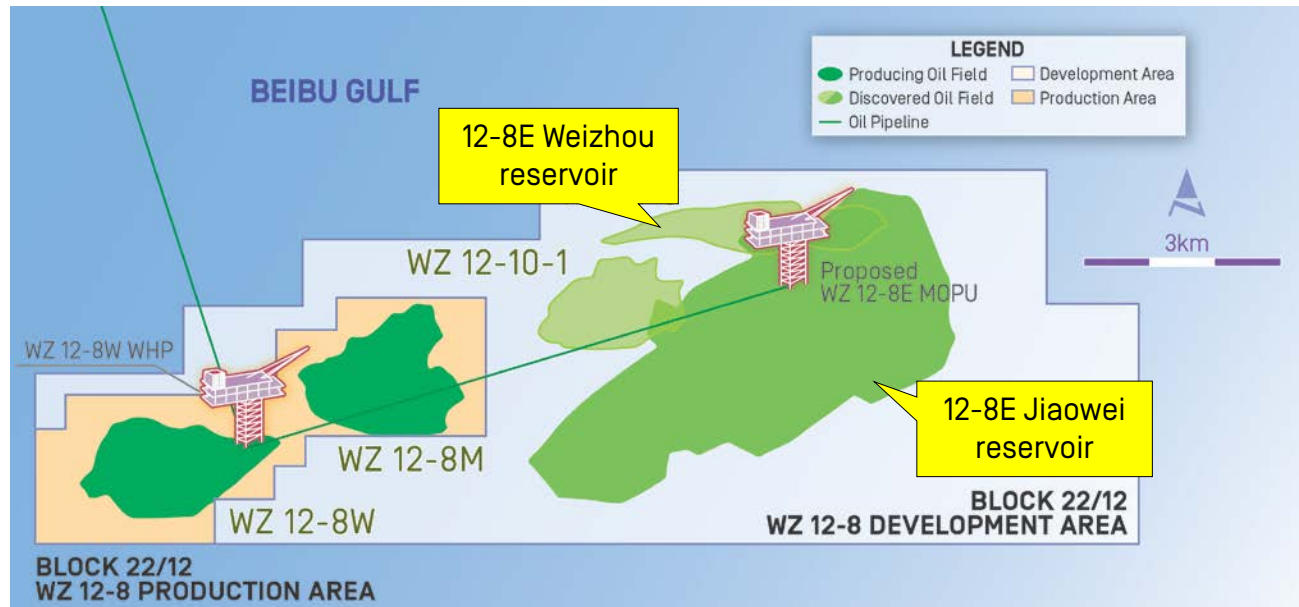 BEIBU GULF
LEGEND
Producing Oil Field
Development Area
Discovered Oil Field
Production Area
Oil Pipeline
12-8E Weizhou
reservoir
3km
WZ 12-10-1
Proposed
WZ 12-8E MOPU
WZ 12-8W WHP
12-8E Jiaowei
reservoir
WZ 12-8M
WZ 12-8W
BLOCK 22/12
WZ 12-8 DEVELOPMENT AREA
BLOCK 22/12
WZ 12-8 PRODUCTION AREA